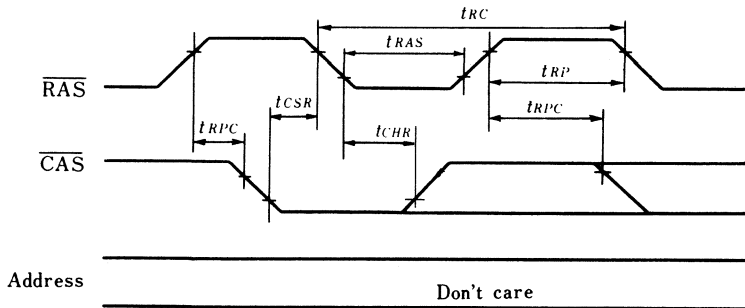 tRC
tRAS
RAS
tRP
tCSR
tRPC
tRPC
tCHR
CAS
Address
Don't care